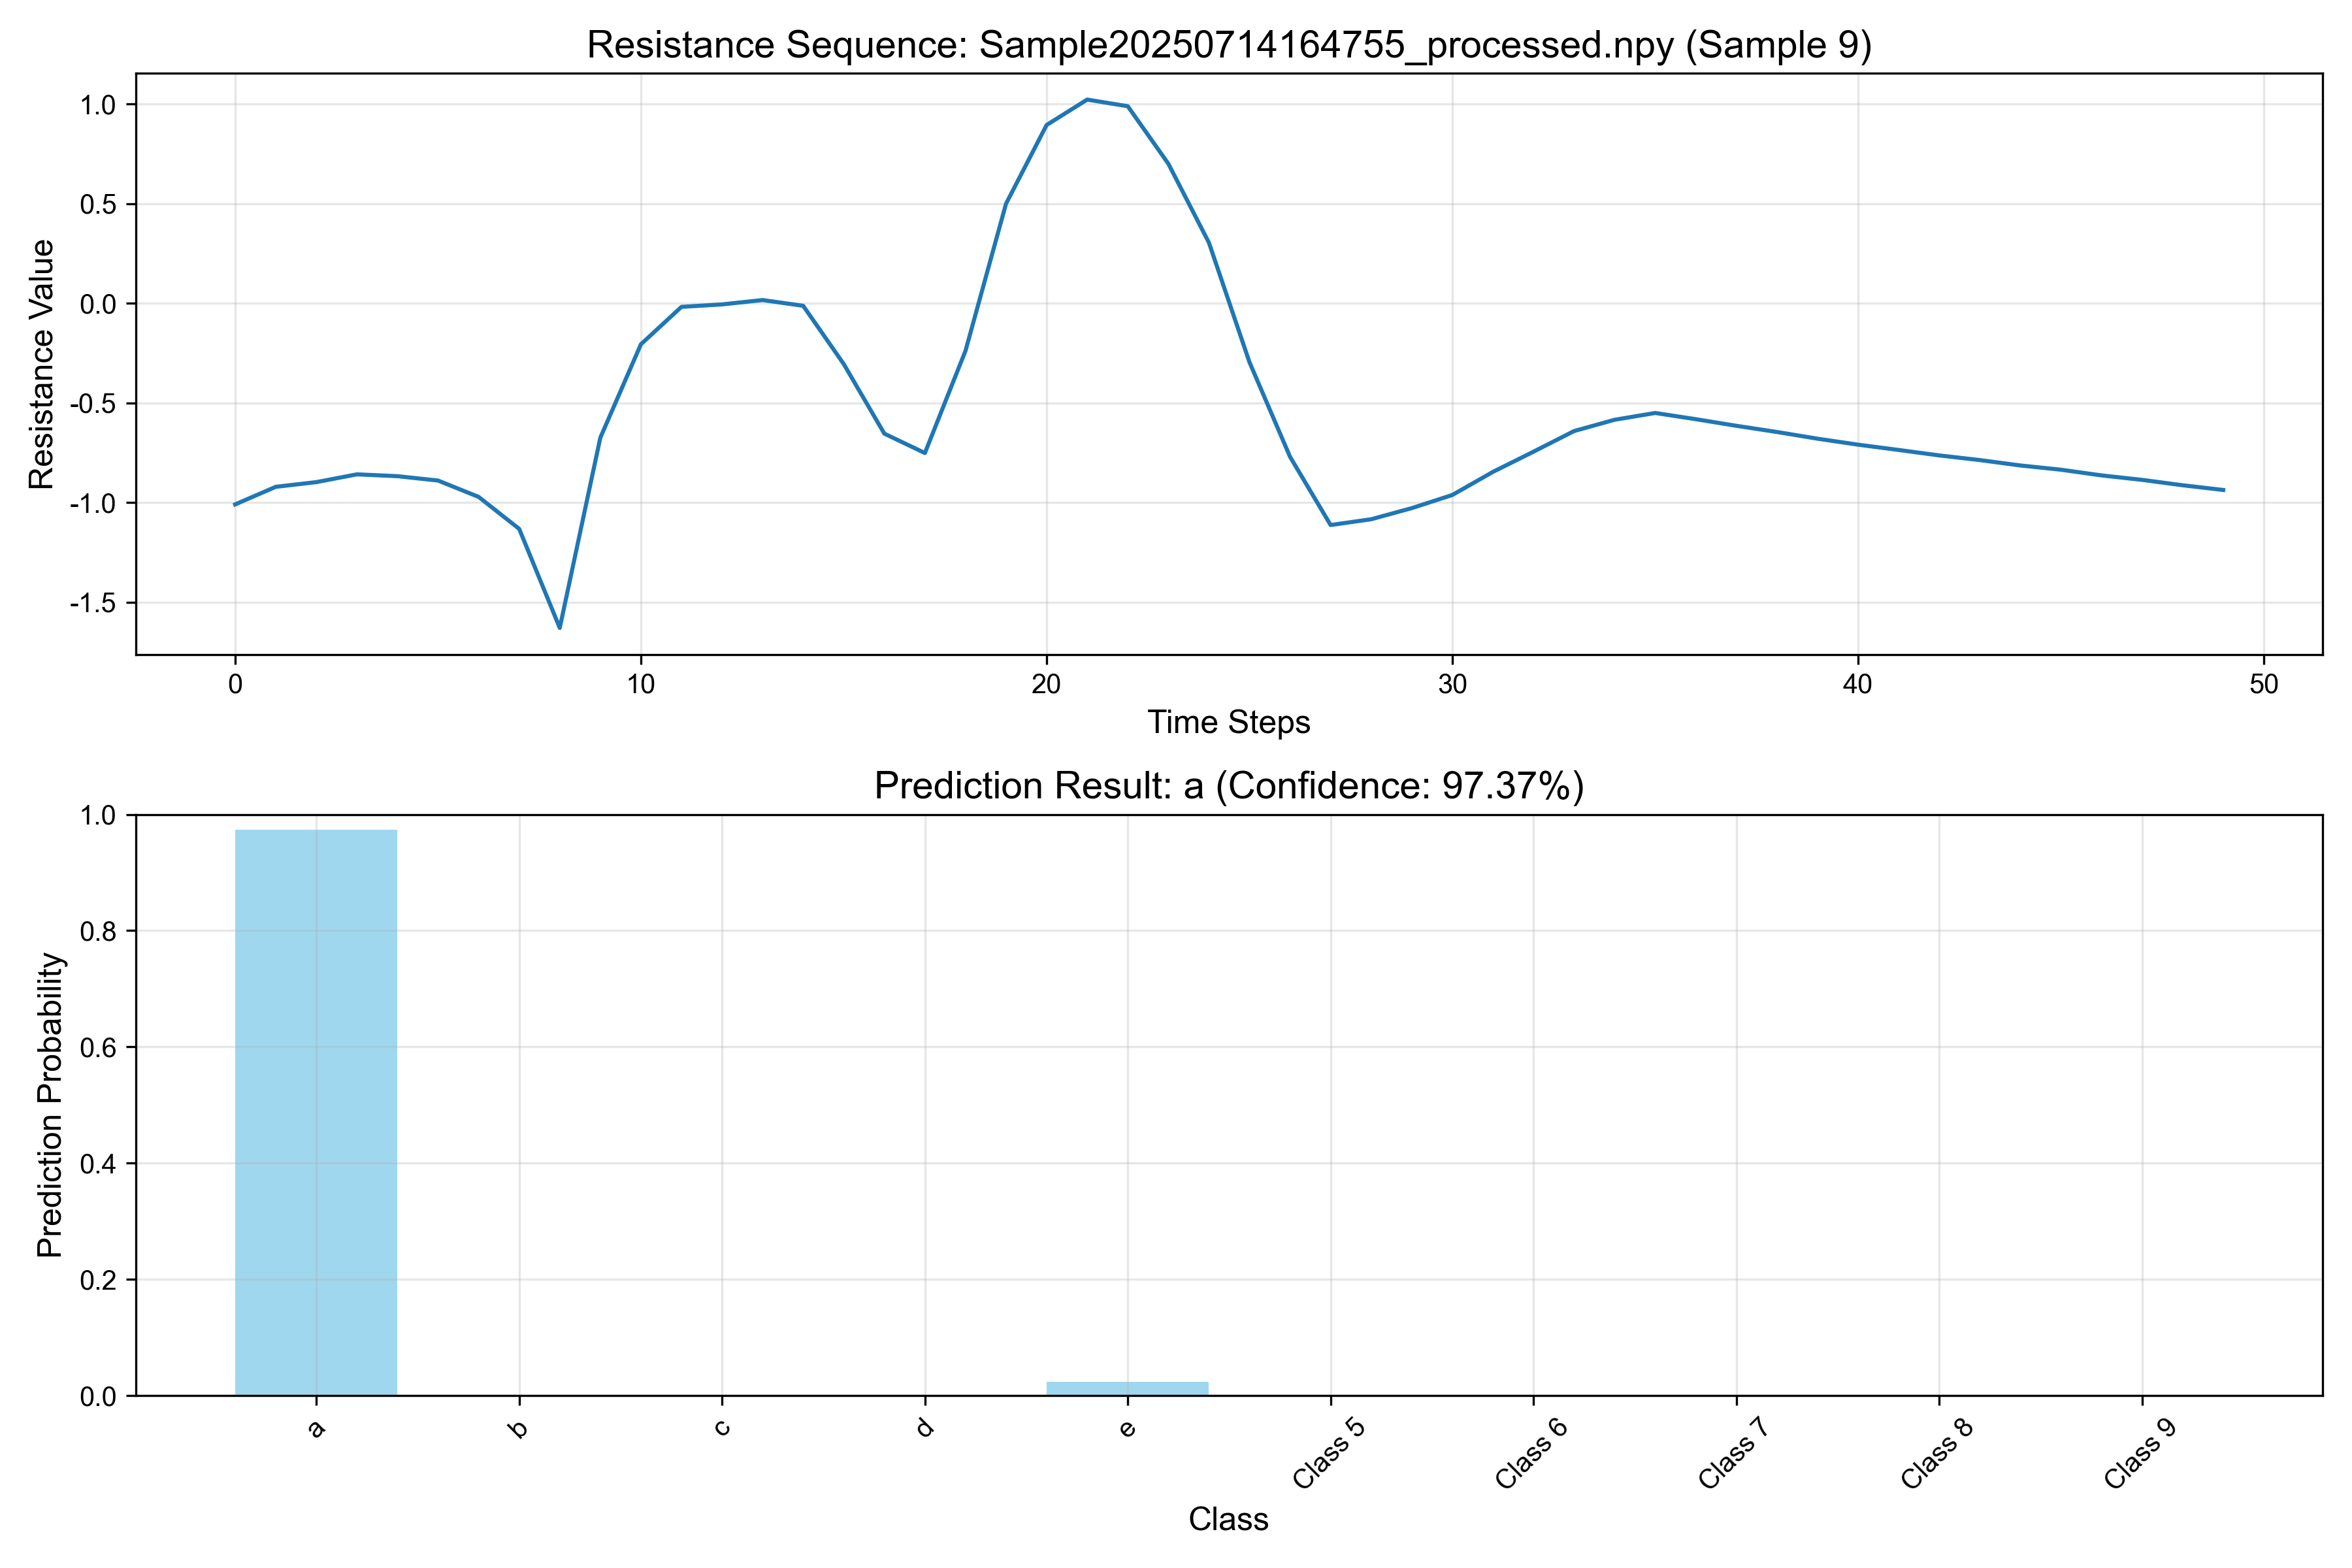 Resistance Sequence: Sample20250714164755_processed.npy (Sample 9)
Resistance Value
1.0
0.5
0.0
-0.5
-1.0
-1.5
0 10 20 30 40 50
Time Steps
Prediction Result: a (Confidence: 97.37%)
Prediction Probability
1.0
0.8
0.6
0.4
0.2
0.0
a b c d e Class 5 Class 6 Class 7 Class 8 Class 9
Class